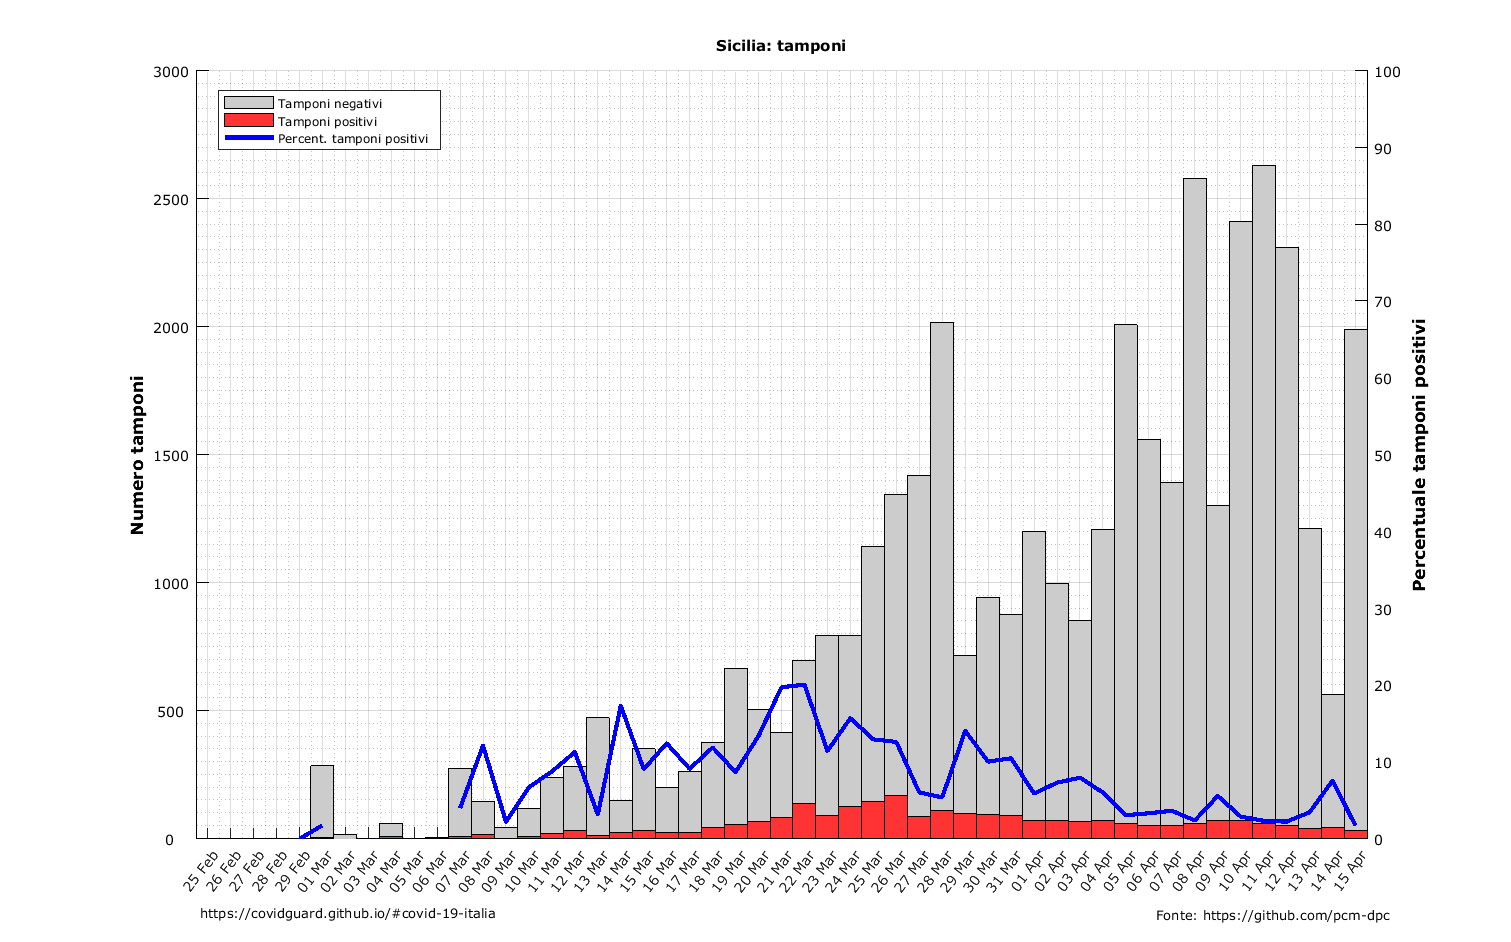 Sicilia: tamponi
Tamponi negativi
Tamponi positivi
Percent. tamponi positivi
Numero tamponi
3000
2500
2000
1500
1000
500
0
Percentuale tamponi positivi
100
90
80
70
60
50
40
30
20
10
0
25 Feb
26 Feb
27 Feb
28 Feb
29 Feb
01 Mar
02 Mar
03 Mar
04 Mar
05 Mar
06 Mar
07 Mar
08 Mar
09 Mar
10 Mar
11 Mar
12 Mar
13 Mar
14 Mar
15 Mar
16 Mar
17 Mar
18 Mar
19 Mar
20 Mar
21 Mar
22 Mar
23 Mar
24 Mar
25 Mar
26 Mar
27 Mar
28 Mar
29 Mar
30 Mar
31 Mar
01 Apr
02 Apr
03 Apr
04 Apr
05 Apr
06 Apr
07 Apr
08 Apr
09 Apr
10 Apr
11 Apr
12 Apr
13 Apr
14 Apr
15 Apr
https://covidguard.github.io/#covid-19-italia
Fonte: https://github.com/pcm-dpc